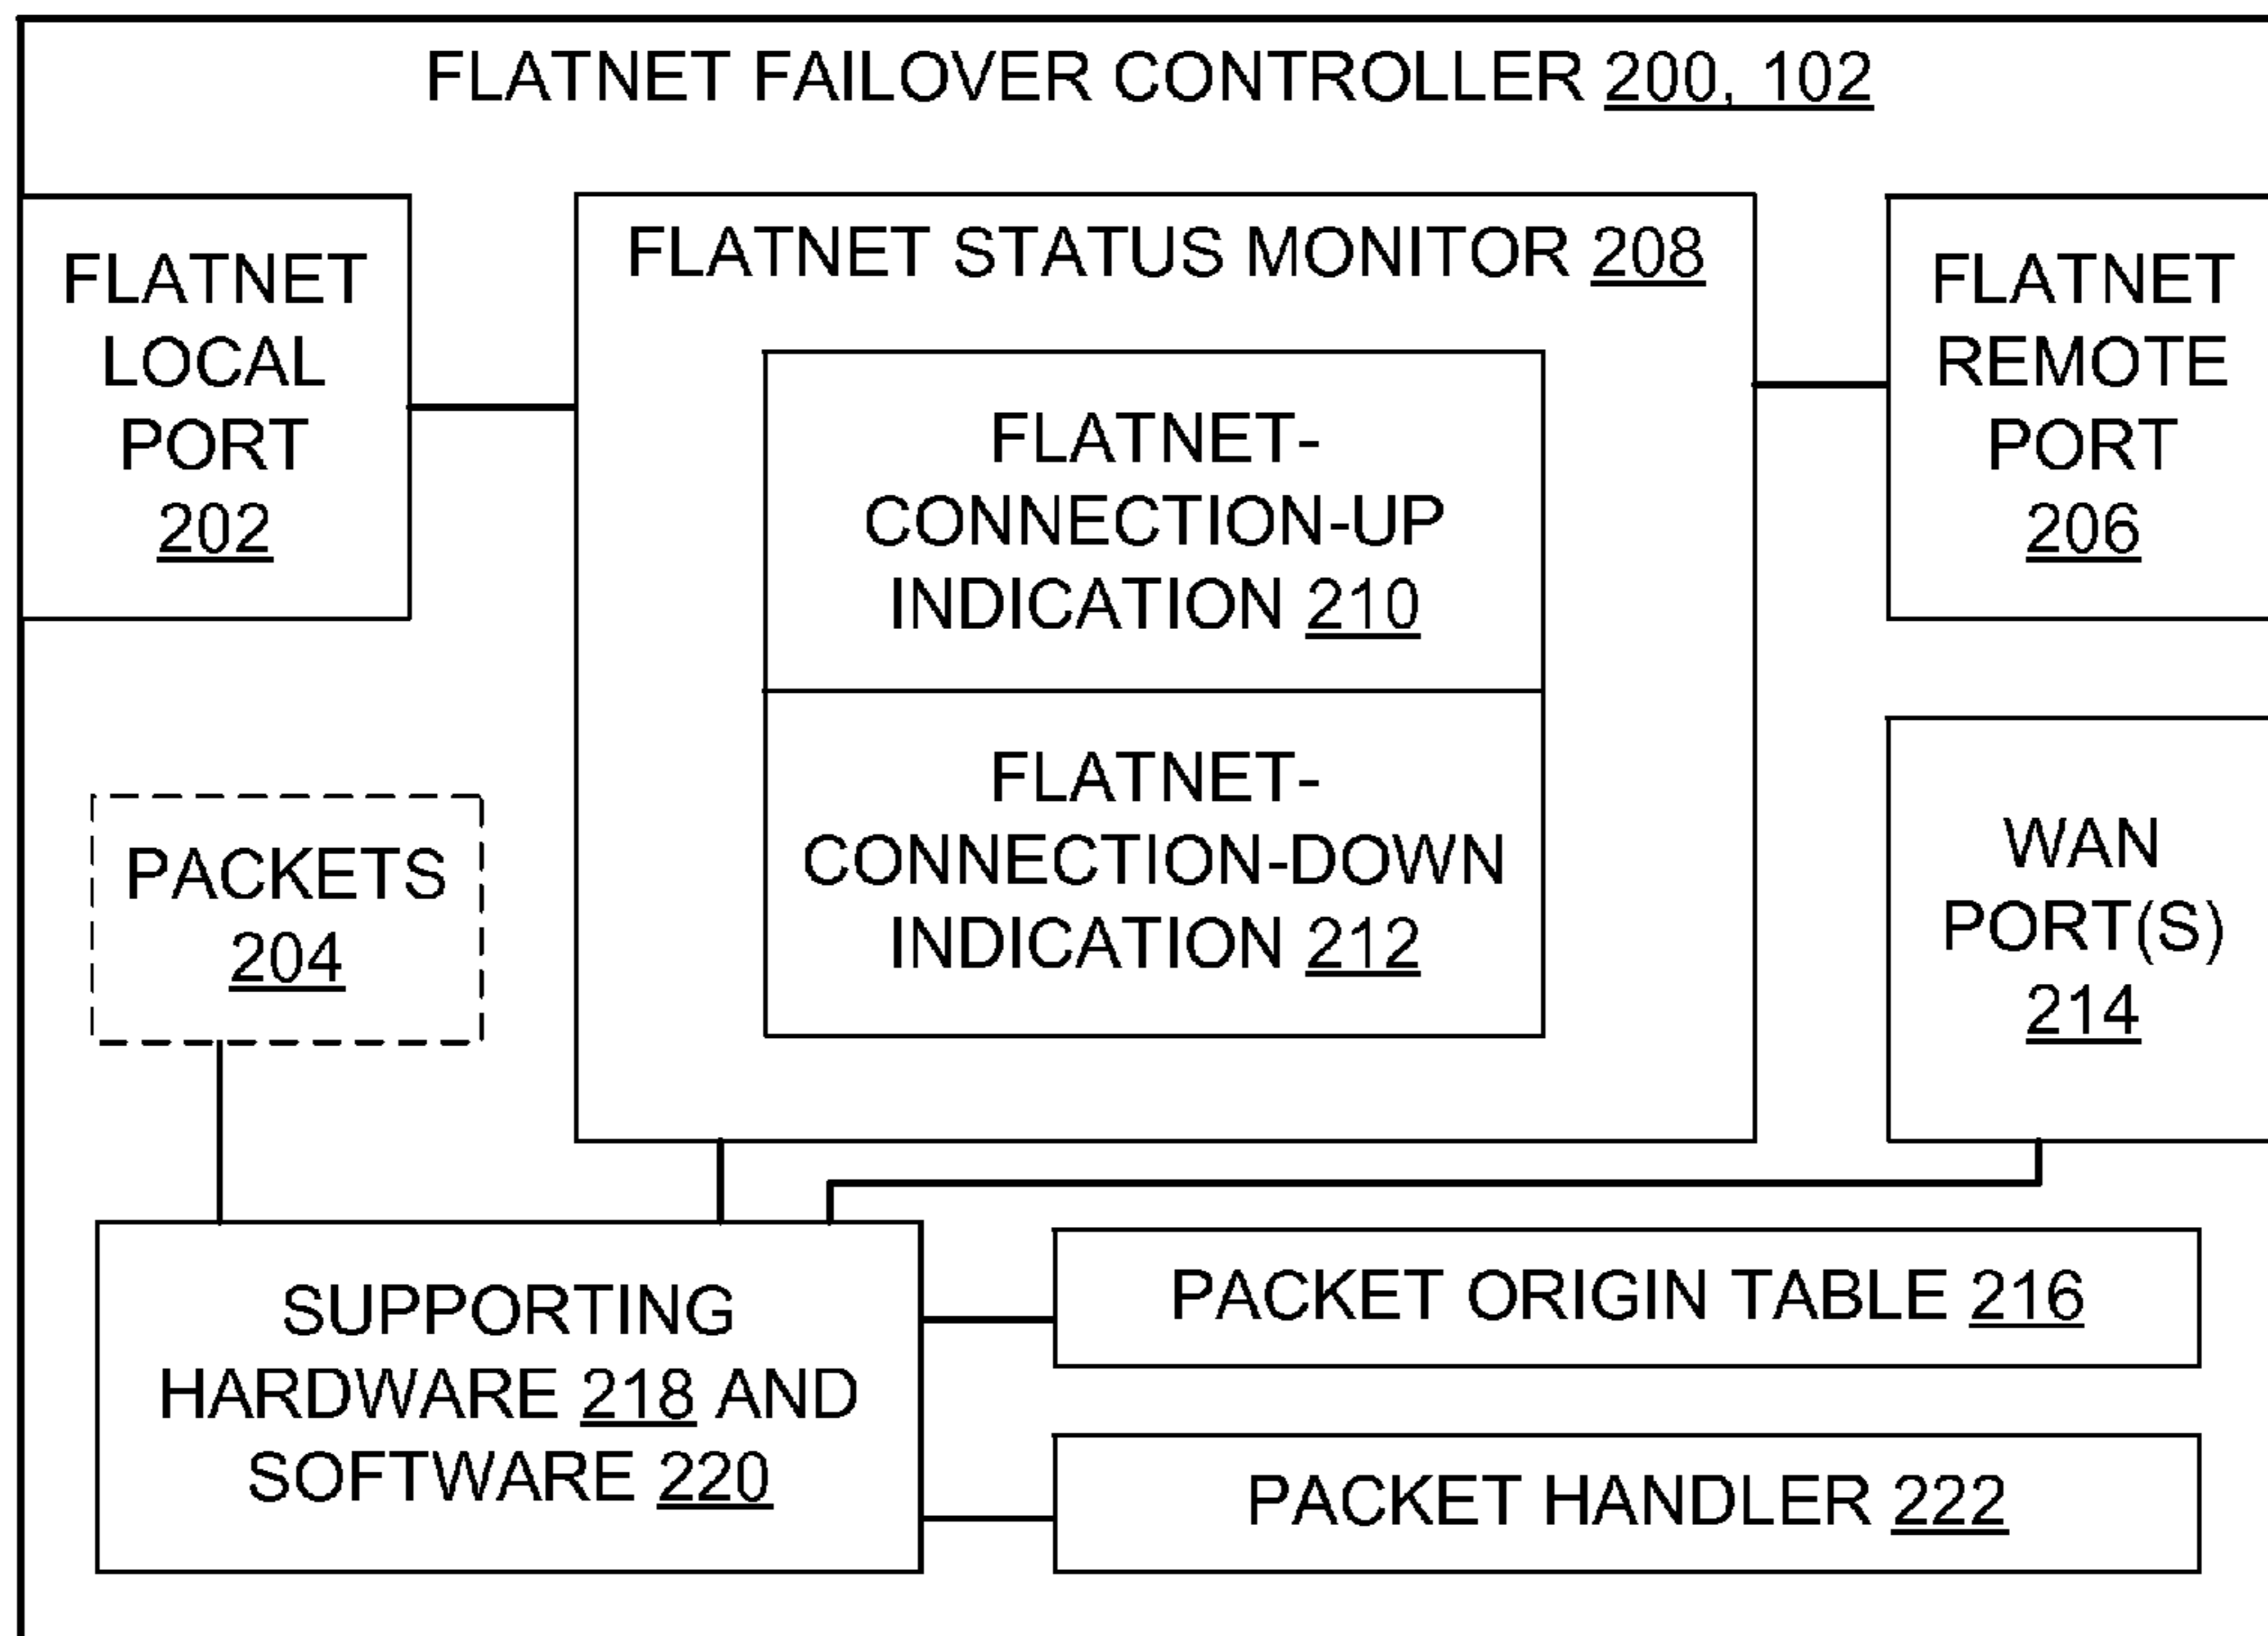 FLATNET FAILOVER CONTROLLER 200, 102
FLATNET
LOCAL
PORT
202
FLATNET STATUS MONITOR 208
FLATNET-
CONNECTION-UP
INDICATION 210
FLATNET-
CONNECTION-DOWN
INDICATION 212
FLATNET
REMOTE
PORT
206
PACKETS
204
WAN
PORT(S)
214
SUPPORTING
HARDWARE 218 AND
SOFTWARE 220
PACKET ORIGIN TABLE 216
PACKET HANDLER 222